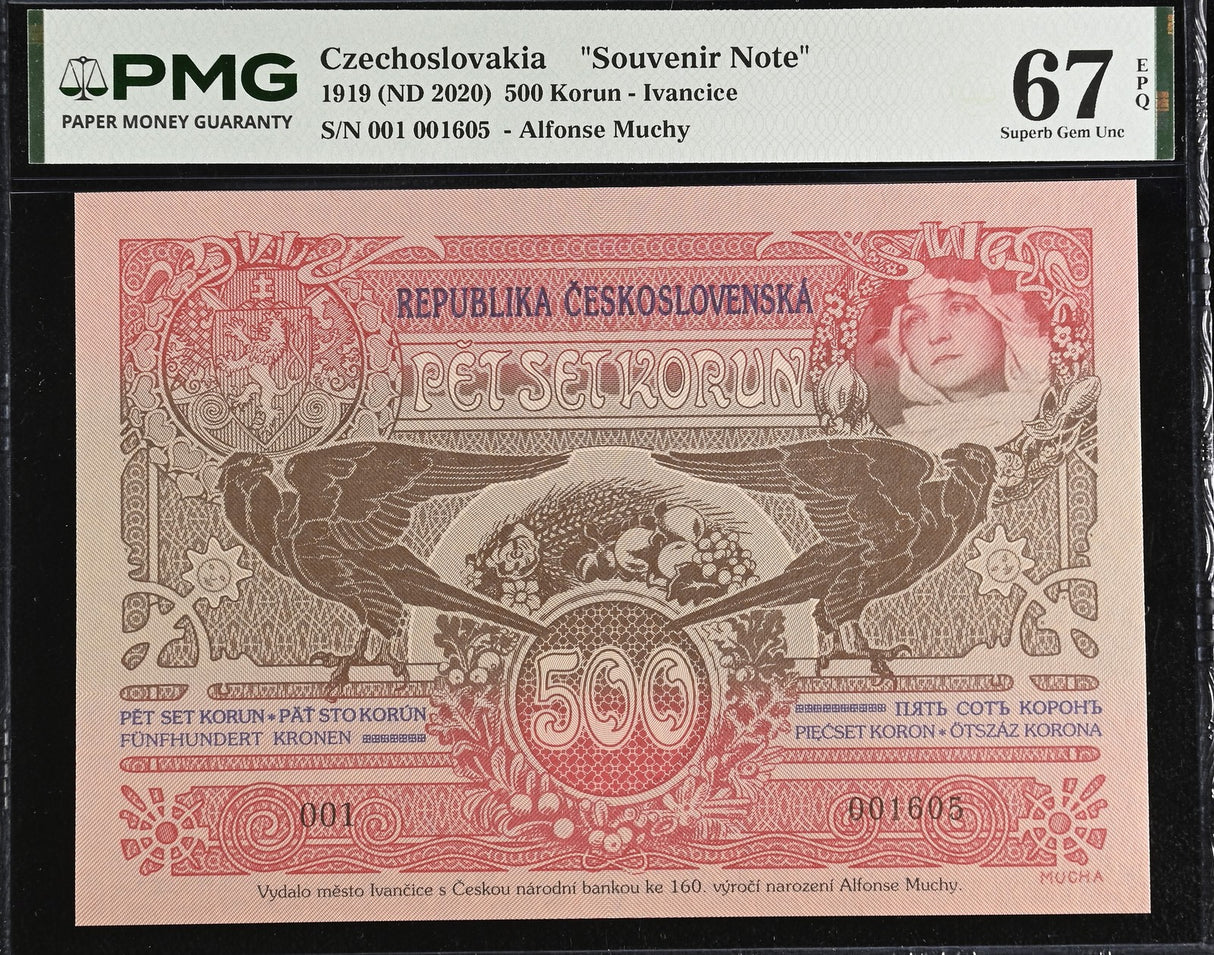 PMG
PAPER MONEY GUARANTY
Czechoslovakia "Souvenir Note"
1919 (ND 2020) 500 Korun - Ivancice
S/N 001 001605 - Alfonse Muchy
67
EPQ
Superb Gem Unc
REPUBLIKA ČESKOSLOVENSKÁ
PĚT SET KORUN
500
PĚT SET KORUN * PÄŤ STO KORÚN
FÜNFHUNDERT KRONEN
ПЯТЬ СОТЪ КОРОНЪ
PIĘĆSET KORON * ÖTSZÁZ KORONA
001
001605
MUCHA
Vydalo město Ivančice s Českou národní bankou ke 160. výročí narození Alfonse Muchy.